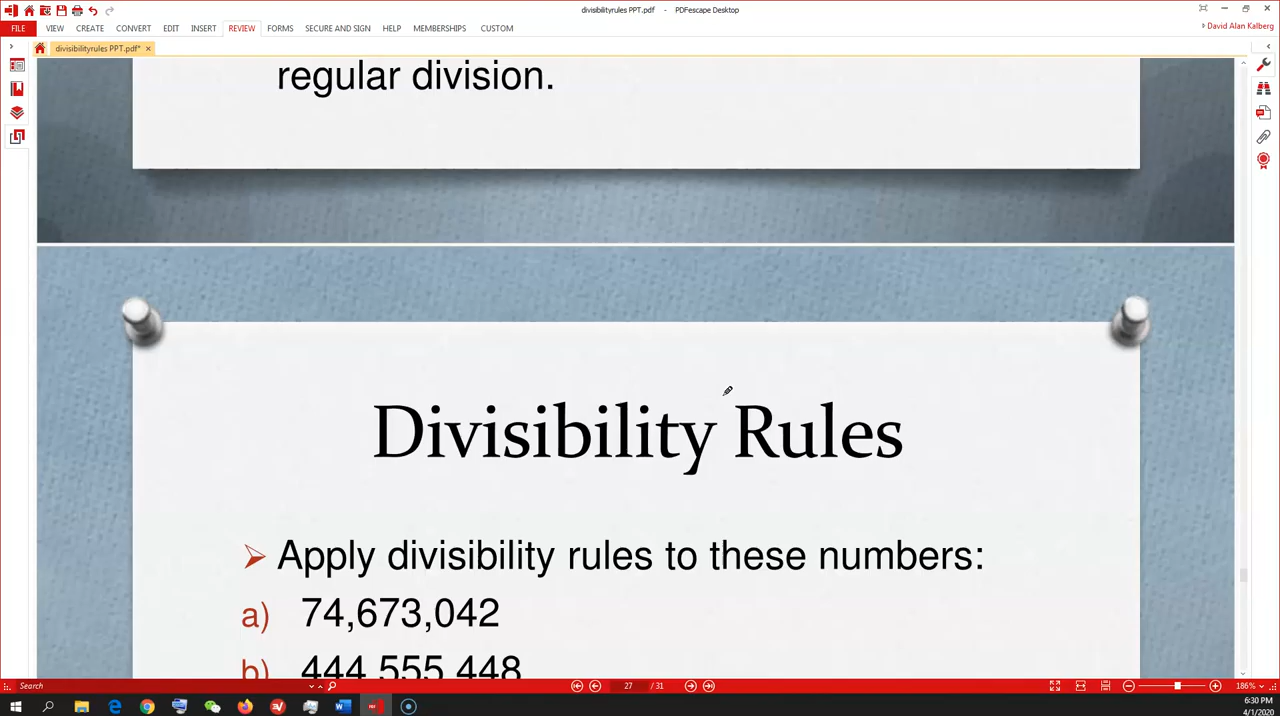 divisibilityrules PPT.pdf - PDFescape Desktop
FILE VIEW CREATE CONVERT EDIT INSERT REVIEW FORMS SECURE AND SIGN HELP MEMBERSHIPS CUSTOM
David Alan Kalberg
divisibilityrules PPT.pdf*
regular division.
Divisibility Rules
Apply divisibility rules to these numbers:
a) 74,673,042
b) 444,555,448
Search
27 / 31
186%
6:30 PM
4/1/2020